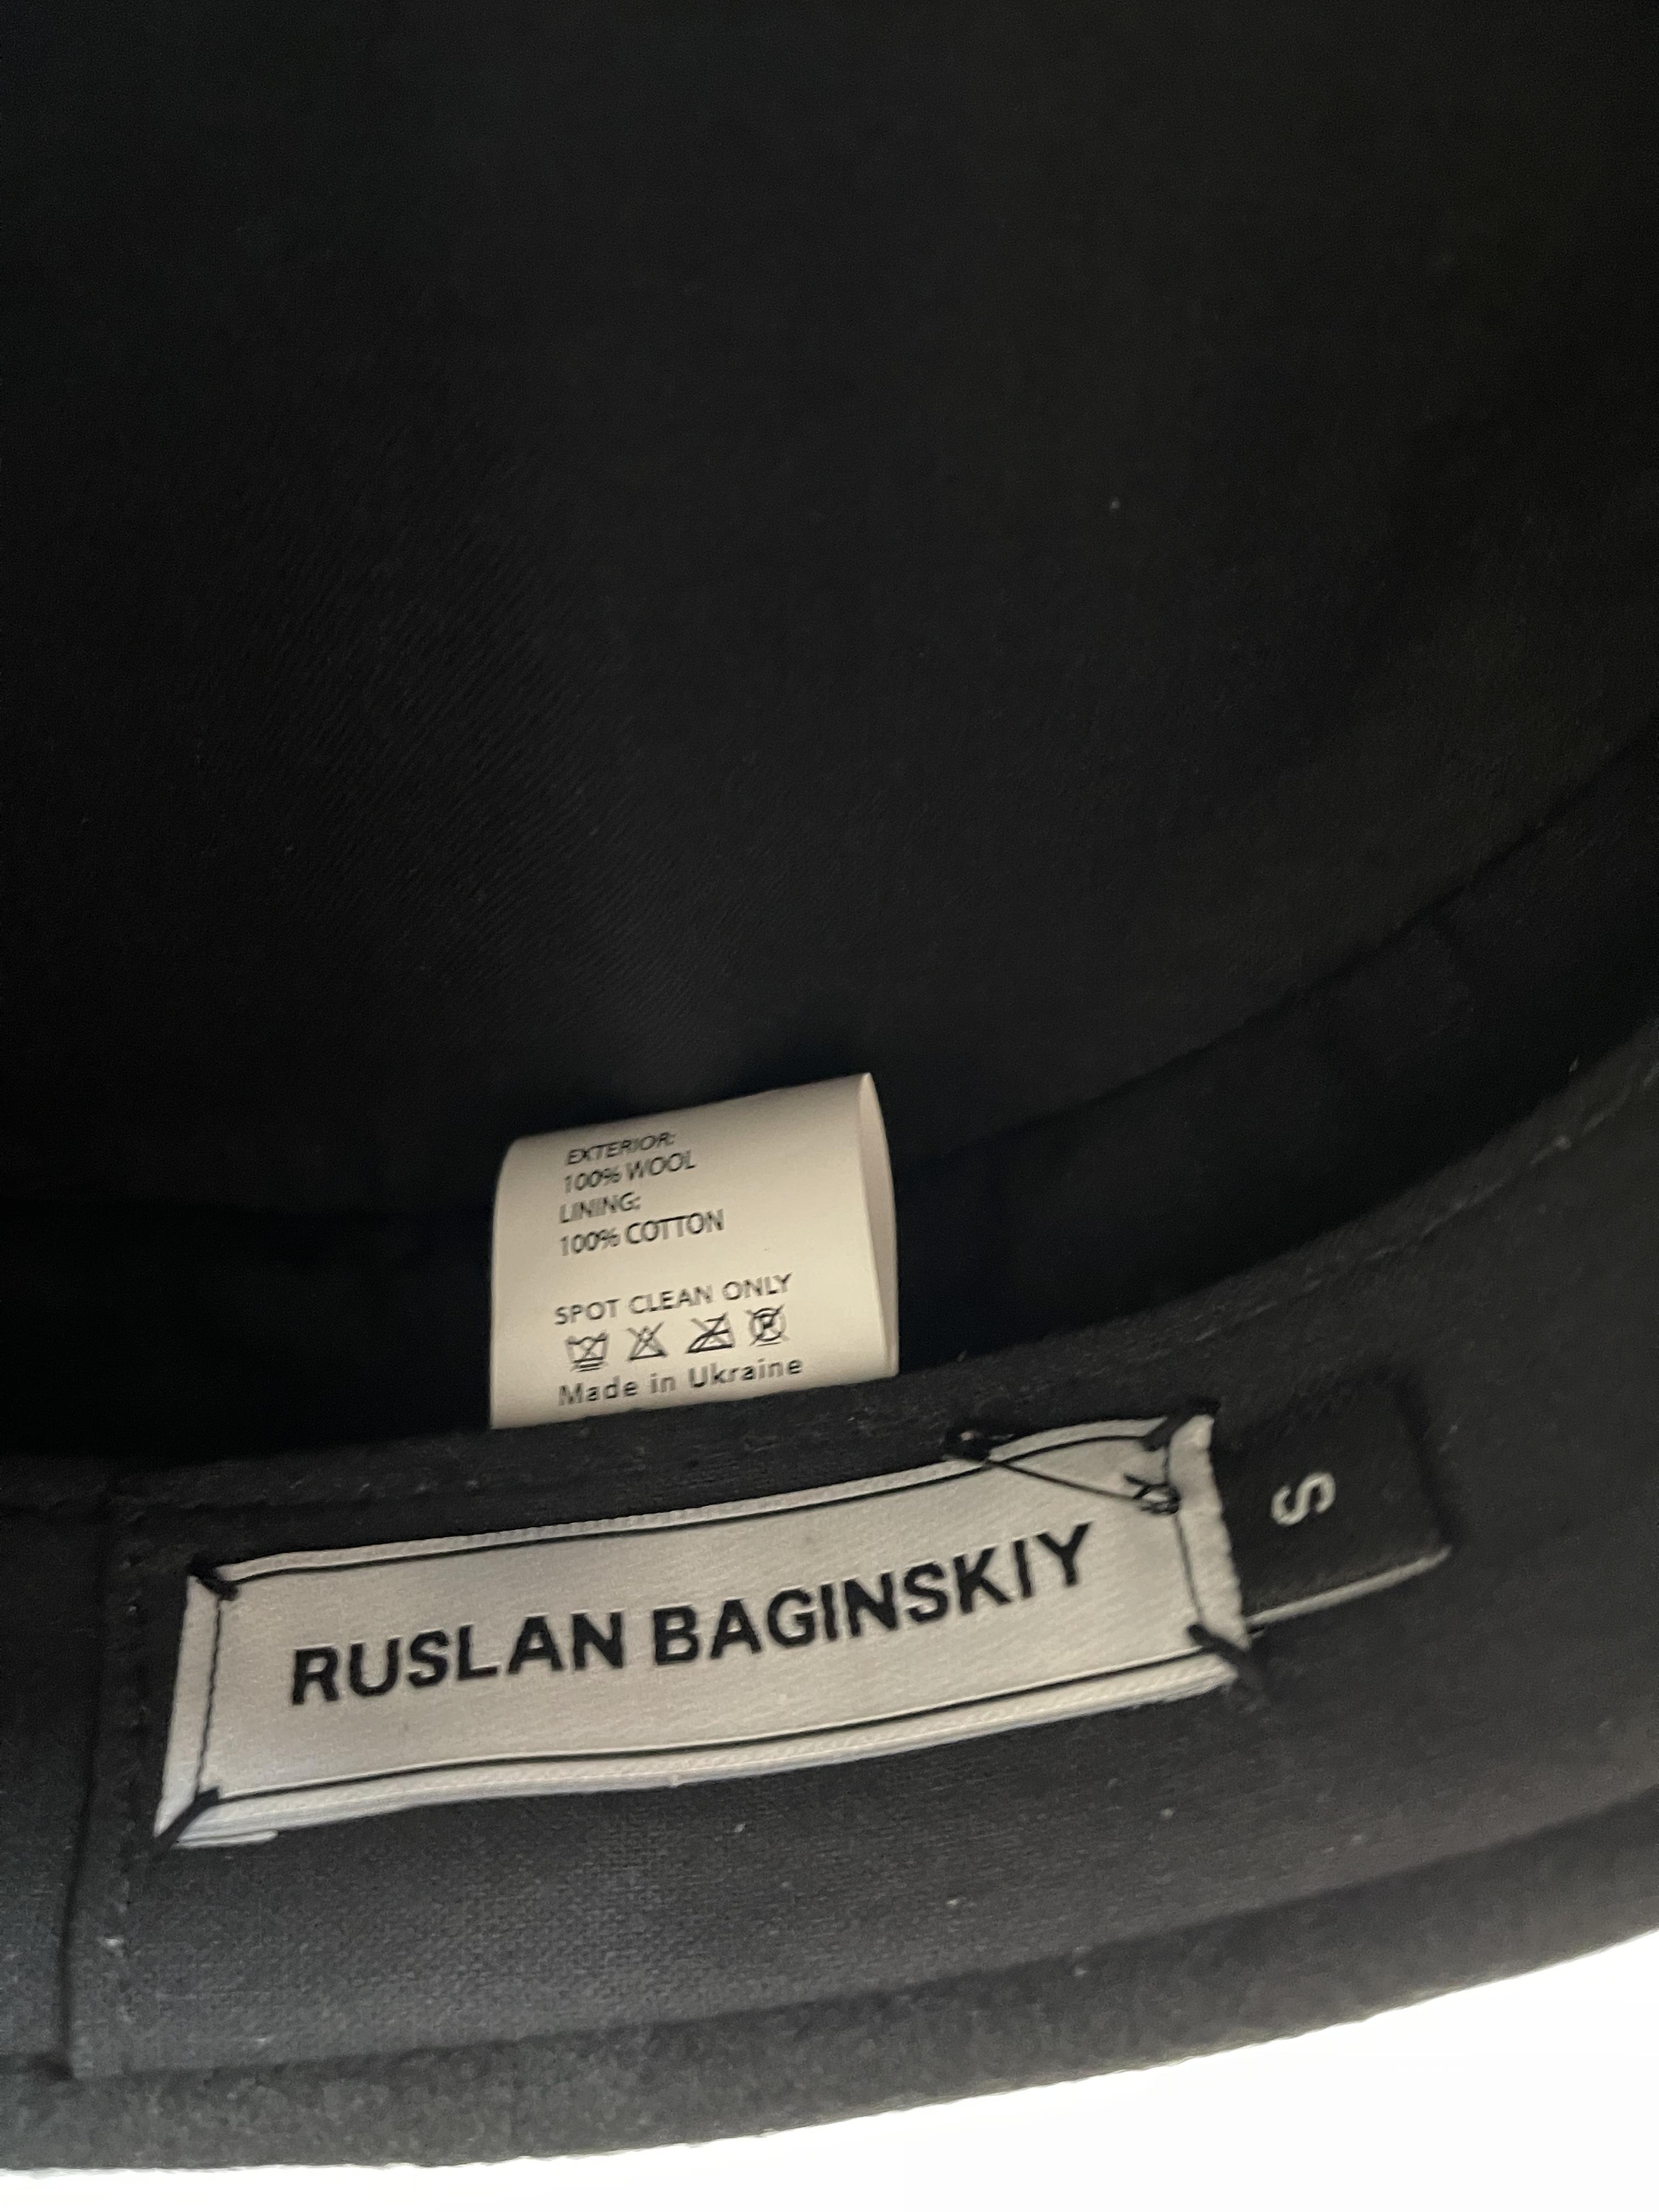 EXTERIOR:
100% WOOL
LINING:
100% COTTON
SPOT CLEAN ONLY
Made in Ukraine
RUSLAN BAGINSKIY
S